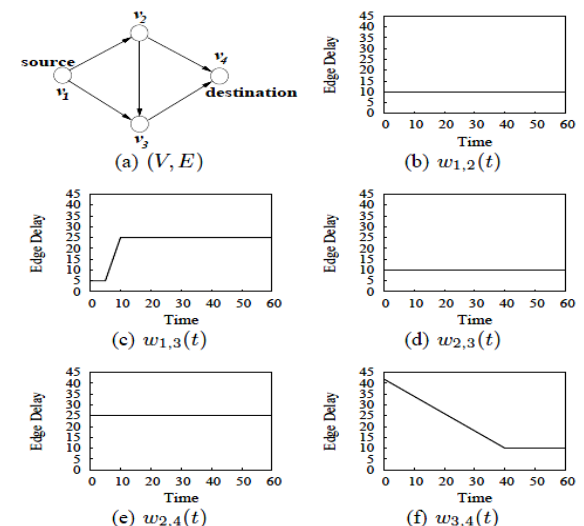 v2
source
v4
v1
destination
v3
(a) (V, E)
45
40
35
30
25
20
15
10
5
0
Edge Delay
0 10 20 30 40 50 60
Time
(b) w1,2(t)
45
40
35
30
25
20
15
10
5
0
Edge Delay
0 10 20 30 40 50 60
Time
(c) w1,3(t)
45
40
35
30
25
20
15
10
5
0
Edge Delay
0 10 20 30 40 50 60
Time
(d) w2,3(t)
45
40
35
30
25
20
15
10
5
0
Edge Delay
0 10 20 30 40 50 60
Time
(e) w2,4(t)
45
40
35
30
25
20
15
10
5
0
Edge Delay
0 10 20 30 40 50 60
Time
(f) w3,4(t)